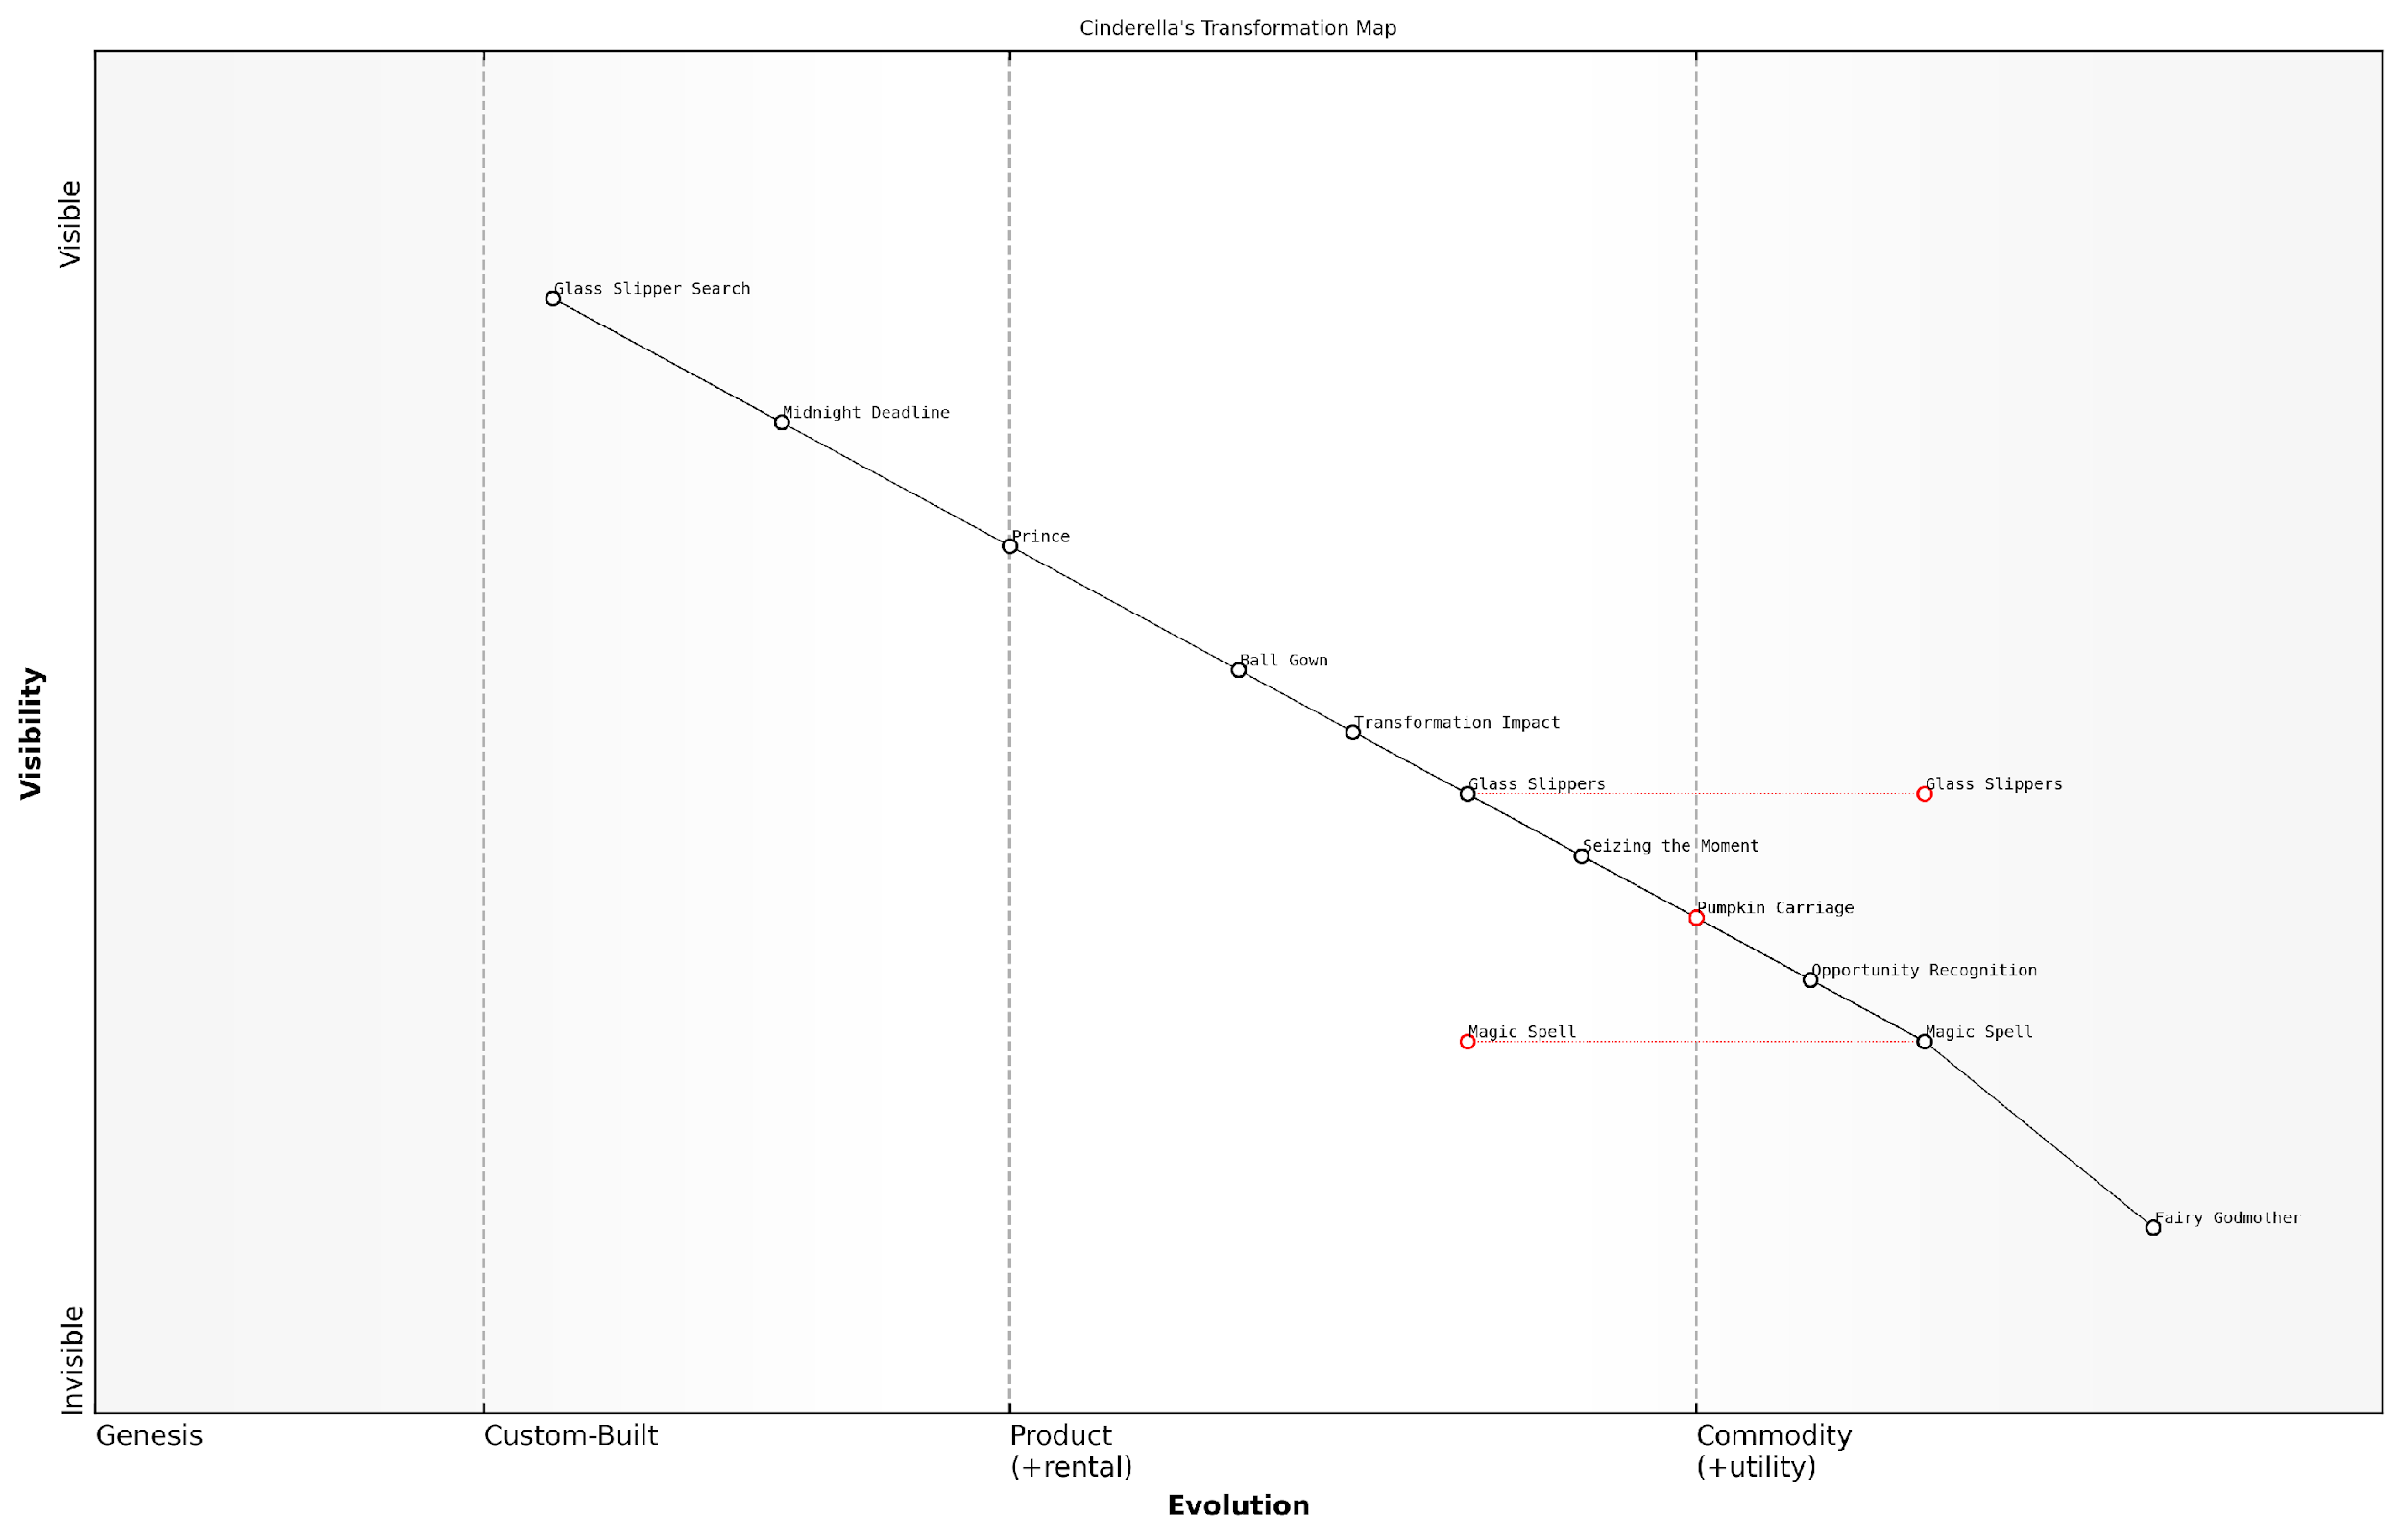 Cinderella's Transformation Map
Visible
Visibility
Invisible
Glass Slipper Search
Midnight Deadline
Prince
Ball Gown
Transformation Impact
Glass Slippers
Glass Slippers
Seizing the Moment
Pumpkin Carriage
Opportunity Recognition
Magic Spell
Magic Spell
Fairy Godmother
Genesis
Custom-Built
Product
(+rental)
Commodity
(+utility)
Evolution